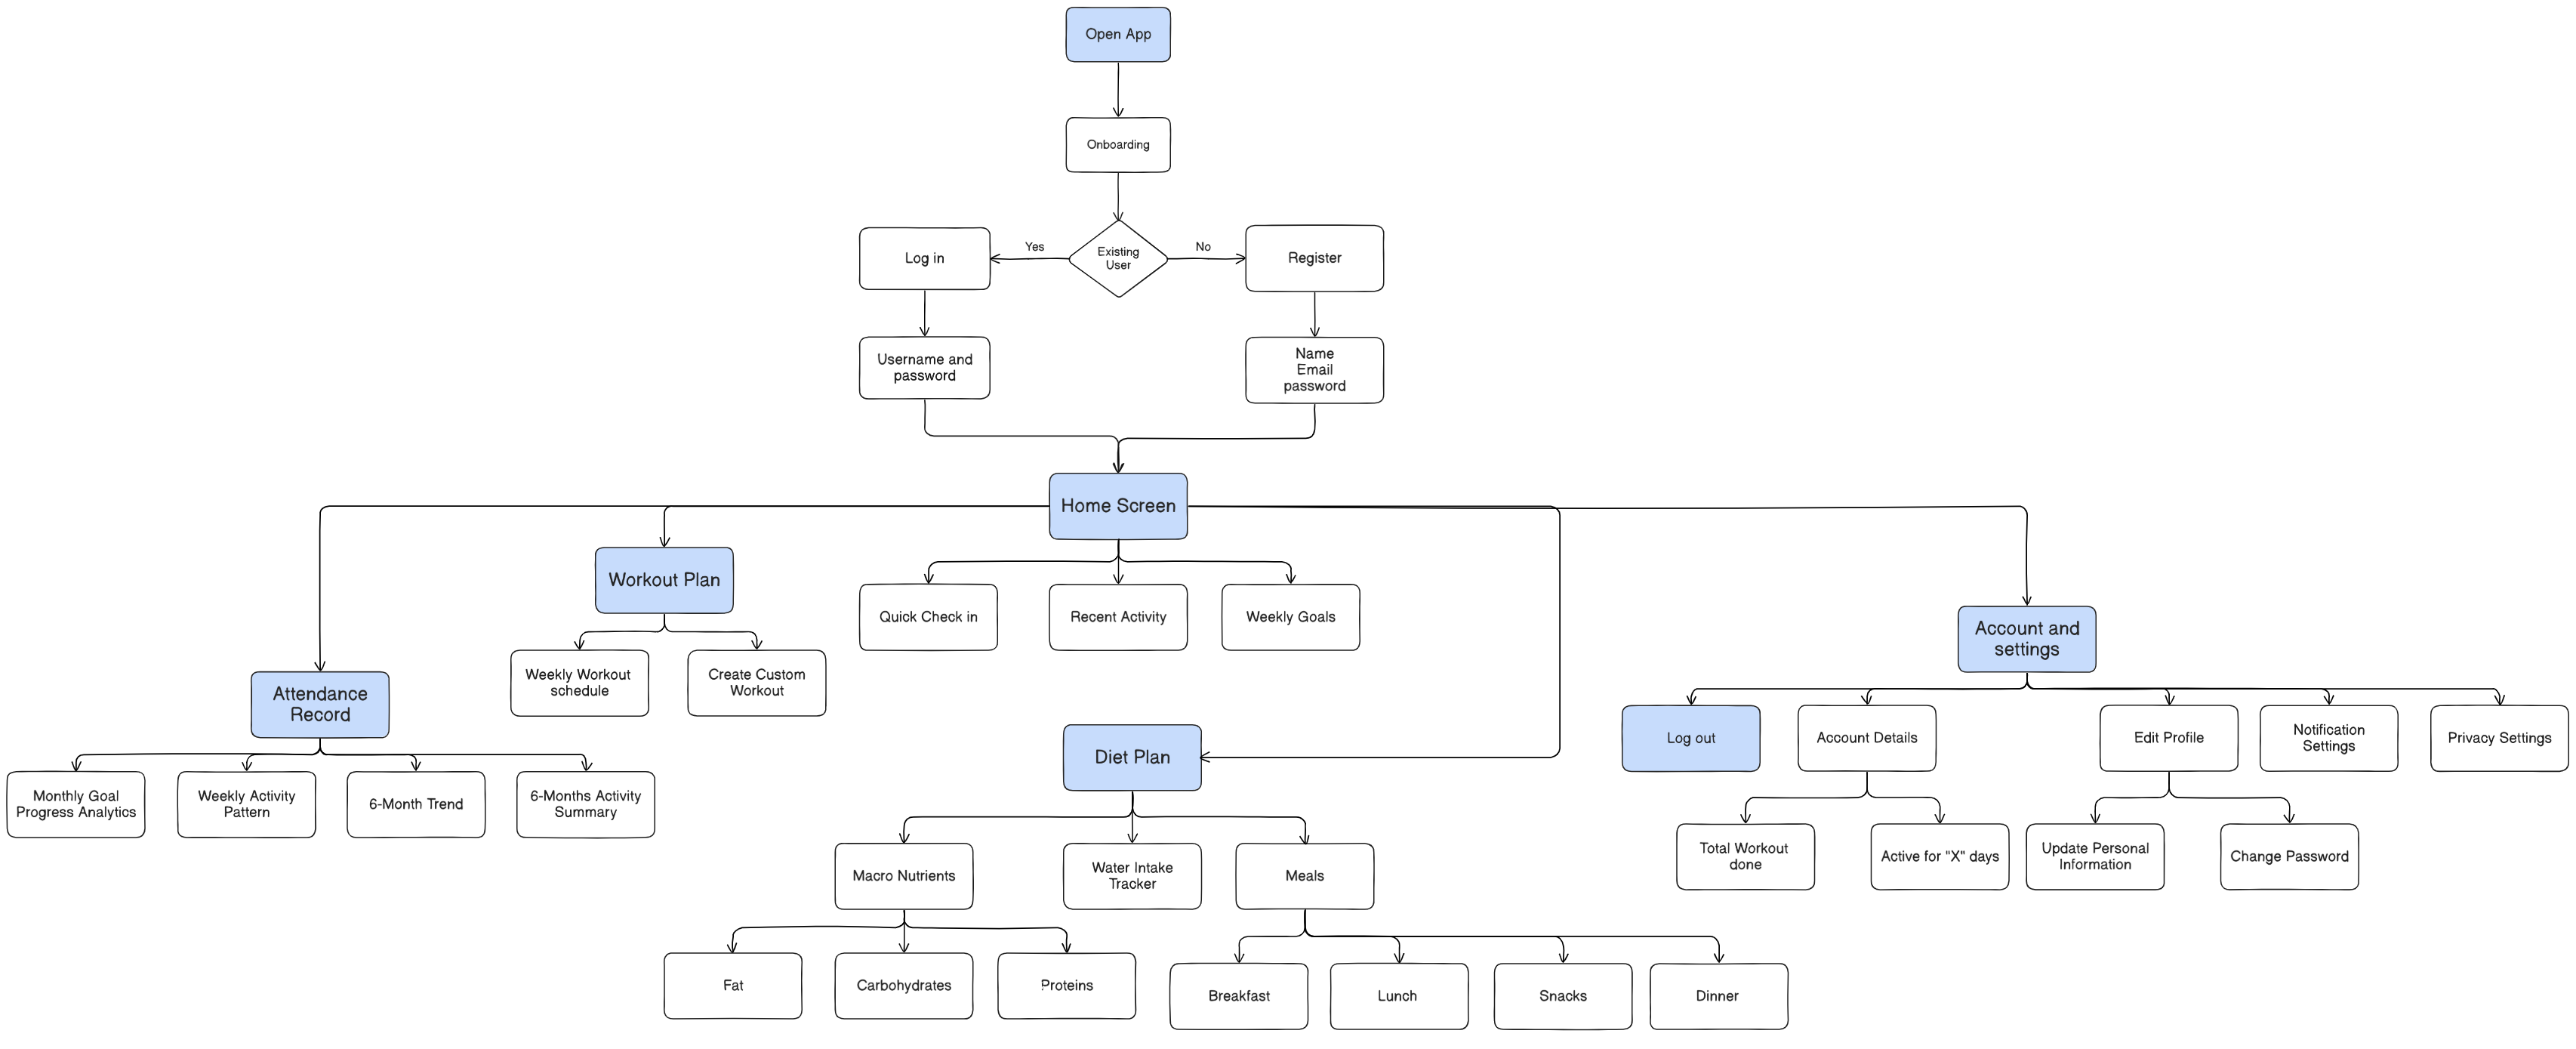 Open App
Onboarding
Existing
User
Yes
No
Log in
Register
Username and
password
Name
Email
password
Home Screen
Workout Plan
Quick Check in
Recent Activity
Weekly Goals
Account and
settings
Weekly Workout
schedule
Create Custom
Workout
Attendance
Record
Diet Plan
Log out
Account Details
Edit Profile
Notification
Settings
Privacy Settings
Monthly Goal
Progress Analytics
Weekly Activity
Pattern
6-Month Trend
6-Months Activity
Summary
Macro Nutrients
Water Intake
Tracker
Meals
Total Workout
done
Active for "X" days
Update Personal
Information
Change Password
Fat
Carbohydrates
Proteins
Breakfast
Lunch
Snacks
Dinner